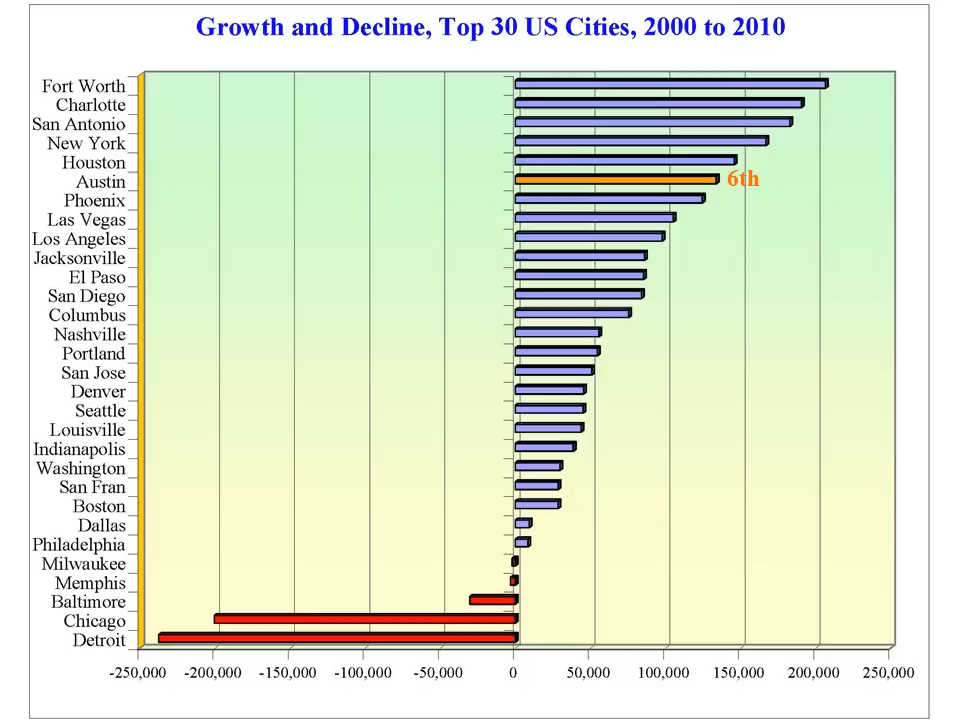 Growth and Decline, Top 30 US Cities, 2000 to 2010
Fort Worth
Charlotte
San Antonio
New York
Houston
Austin
6th
Phoenix
Las Vegas
Los Angeles
Jacksonville
El Paso
San Diego
Columbus
Nashville
Portland
San Jose
Denver
Seattle
Louisville
Indianapolis
Washington
San Fran
Boston
Dallas
Philadelphia
Milwaukee
Memphis
Baltimore
Chicago
Detroit
-250,000 -200,000 -150,000 -100,000 -50,000 0 50,000 100,000 150,000 200,000 250,000